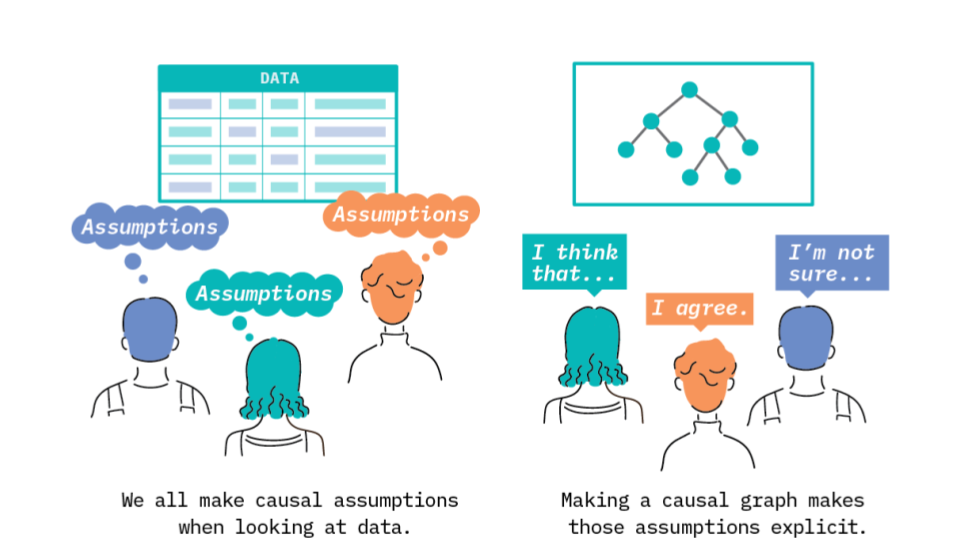 DATA
Assumptions
Assumptions
Assumptions
We all make causal assumptions
when looking at data.
I think
that...
I agree.
I'm not
sure...
Making a causal graph makes
those assumptions explicit.